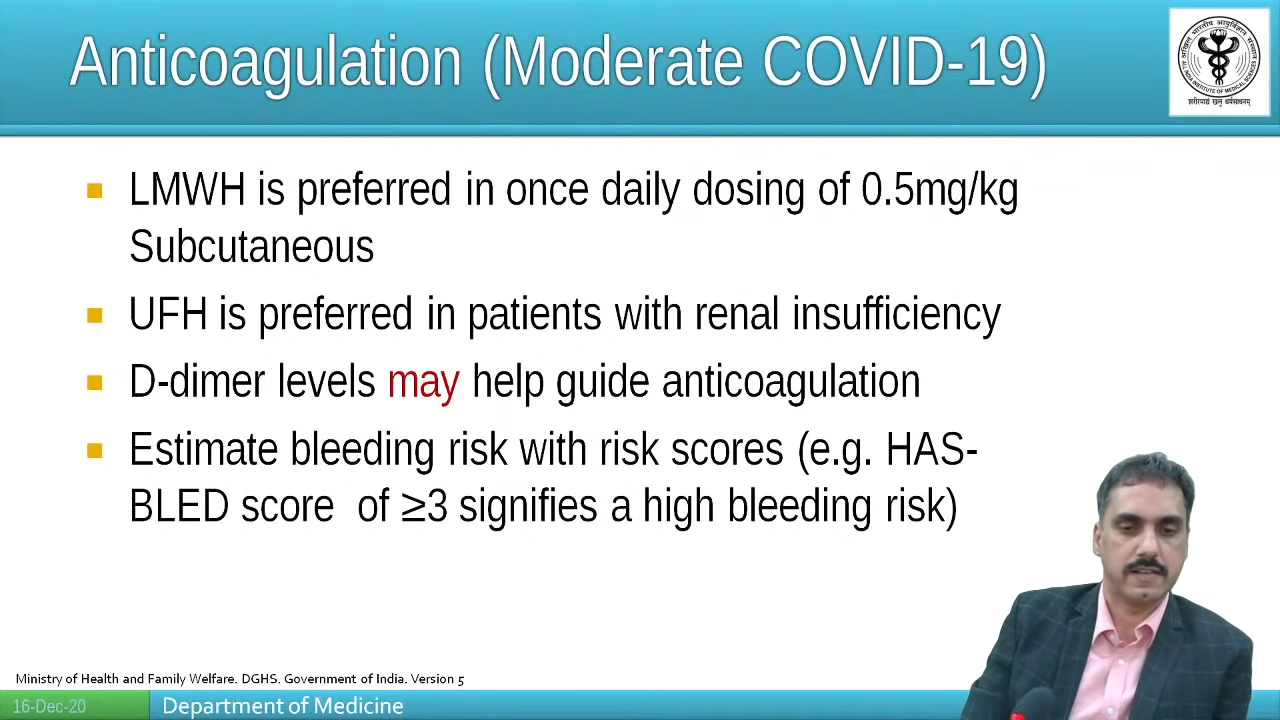 Anticoagulation (Moderate COVID-19)
LMWH is preferred in once daily dosing of 0.5mg/kg
Subcutaneous
UFH is preferred in patients with renal insufficiency
D-dimer levels may help guide anticoagulation
Estimate bleeding risk with risk scores (e.g. HAS-
BLED score of ≥3 signifies a high bleeding risk)
Ministry of Health and Family Welfare. DGHS. Government of India. Version 5
16-Dec-20
Department of Medicine